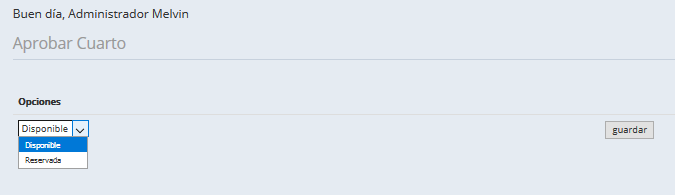 Buen día, Administrador Melvin
Aprobar Cuarto
Opciones
Disponible
guardar
Disponible
Reservada